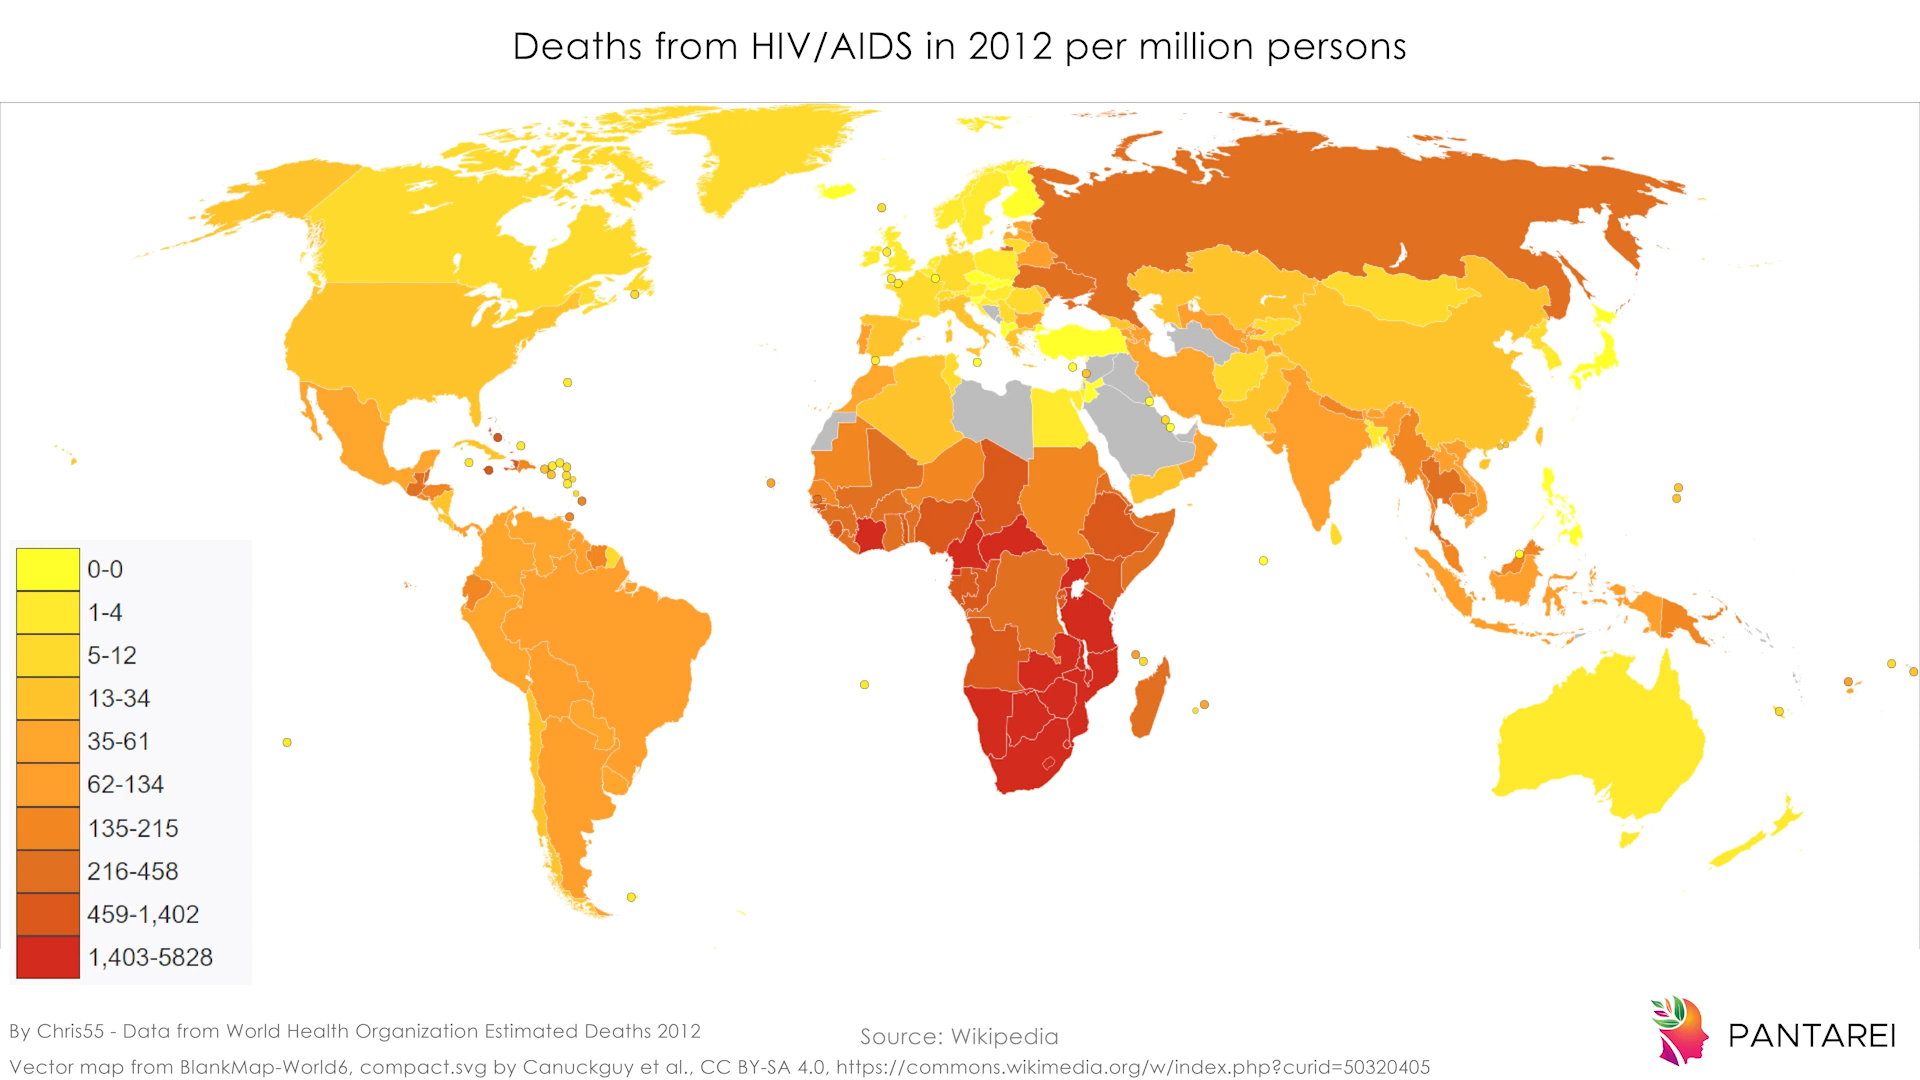 Deaths from HIV/AIDS in 2012 per million persons
0-0
1-4
5-12
13-34
35-61
62-134
135-215
216-458
459-1,402
1,403-5828
By Chris55 - Data from World Health Organization Estimated Deaths 2012
Source: Wikipedia
Vector map from BlankMap-World6, compact.svg by Canuckguy et al., CC BY-SA 4.0, https://commons.wikimedia.org/w/index.php?curid=50320405
PANTAREI